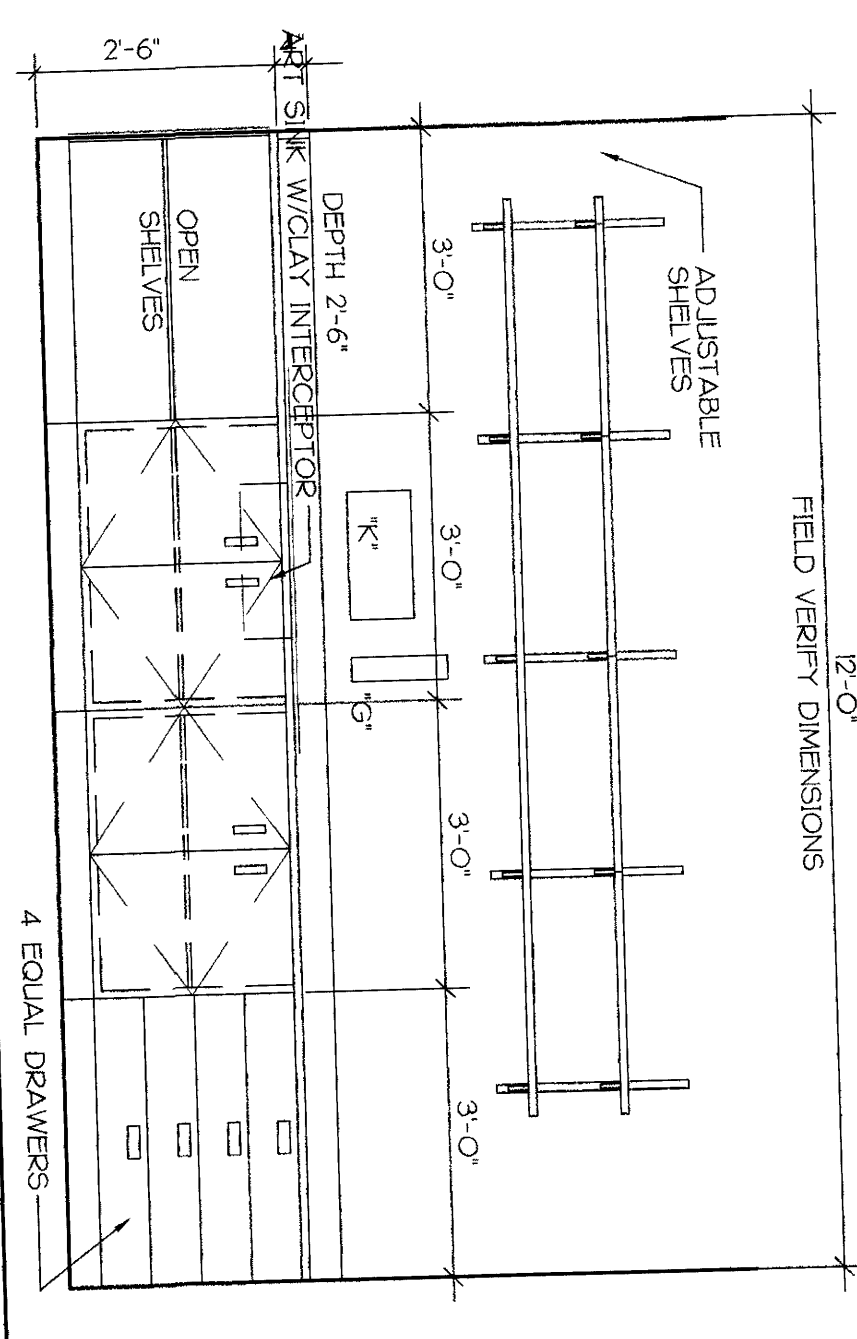 12'-0"
FIELD VERIFY DIMENSIONS
ADJUSTABLE
SHELVES
3'-0"
3'-0"
3'-0"
3'-0"
"K"
"G"
DEPTH 2'-6"
ART SINK W/CLAY INTERCEPTOR
2'-6"
OPEN
SHELVES
4 EQUAL DRAWERS